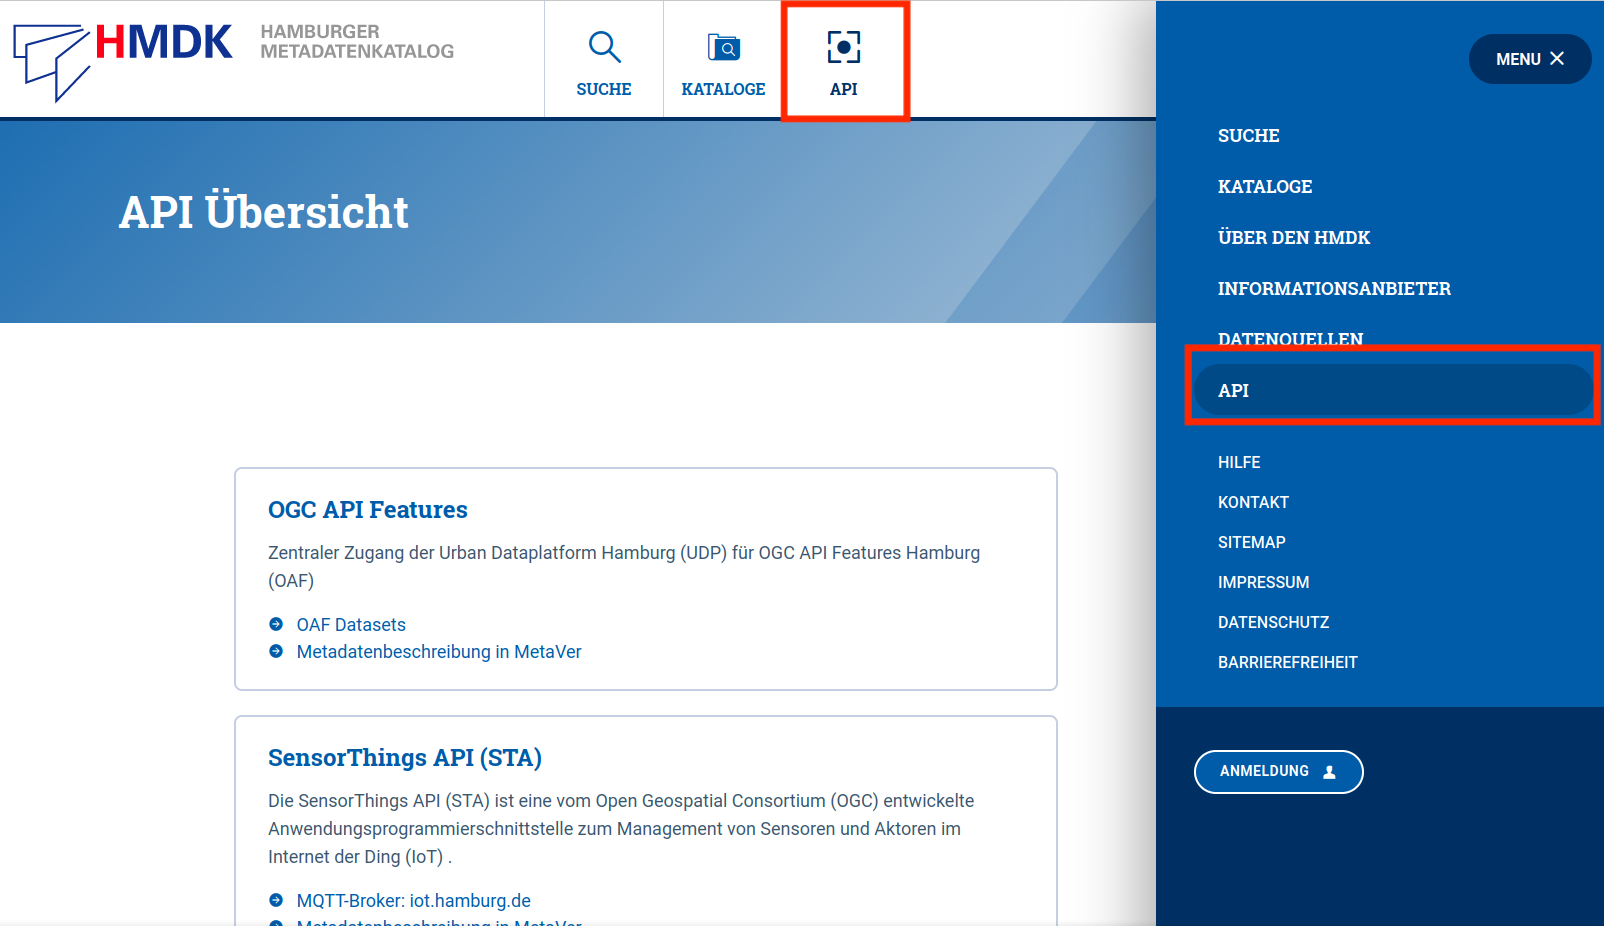 HMDK
HAMBURGER
METADATENKATALOG
SUCHE
KATALOGE
API
MENU
API Übersicht
OGC API Features
Zentraler Zugang der Urban Dataplatform Hamburg (UDP) für OGC API Features Hamburg
(OAF)
OAF Datasets
Metadatenbeschreibung in MetaVer
SensorThings API (STA)
Die SensorThings API (STA) ist eine vom Open Geospatial Consortium (OGC) entwickelte
Anwendungsprogrammierschnittstelle zum Management von Sensoren und Aktoren im
Internet der Ding (IoT) .
MQTT-Broker: iot.hamburg.de
Metadatenbeschreibung in MetaVer
SUCHE
KATALOGE
ÜBER DEN HMDK
INFORMATIONSANBIETER
DATENQUELLEN
API
HILFE
KONTAKT
SITEMAP
IMPRESSUM
DATENSCHUTZ
BARRIEREFREIHEIT
ANMELDUNG